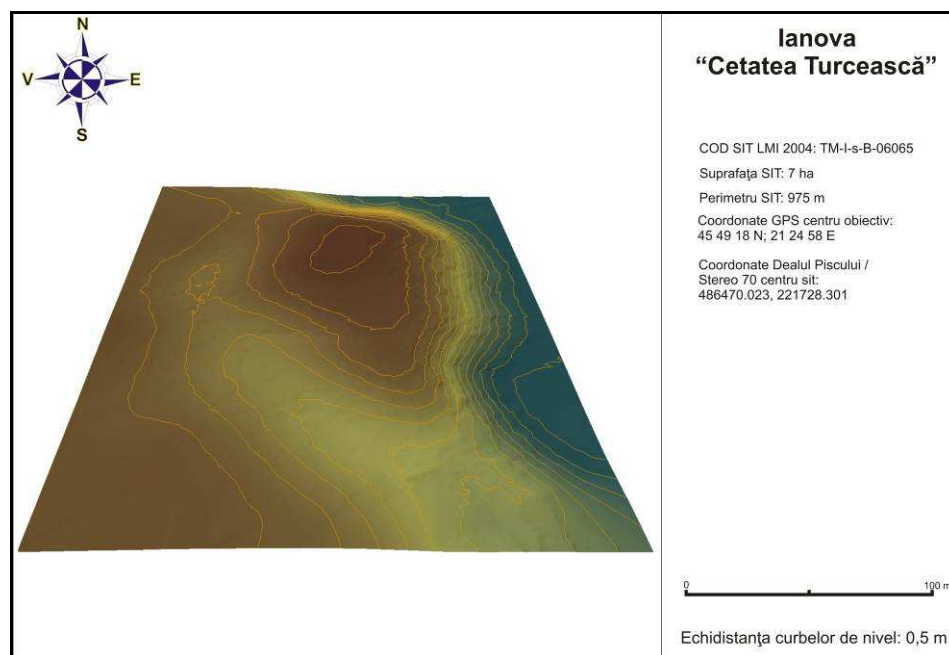 N
V E
S
Ianova
“Cetatea Turcească”
COD SIT LMI 2004: TM-I-s-B-06065
Suprafaţa SIT: 7 ha
Perimetru SIT: 975 m
Coordonate GPS centru obiectiv:
45 49 18 N; 21 24 58 E
Coordonate Dealul Piscului /
Stereo 70 centru sit:
486470.023, 221728.301
0 100 m
Echidistanţa curbelor de nivel: 0,5 m